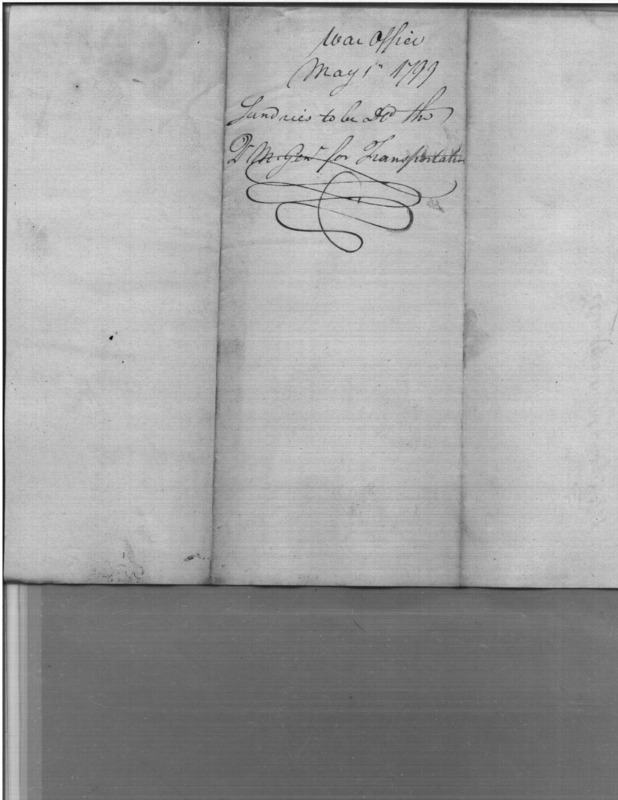 War Office
May 1st 1799
Sundries to be Dd the
Qr Mr Genl for Transportation